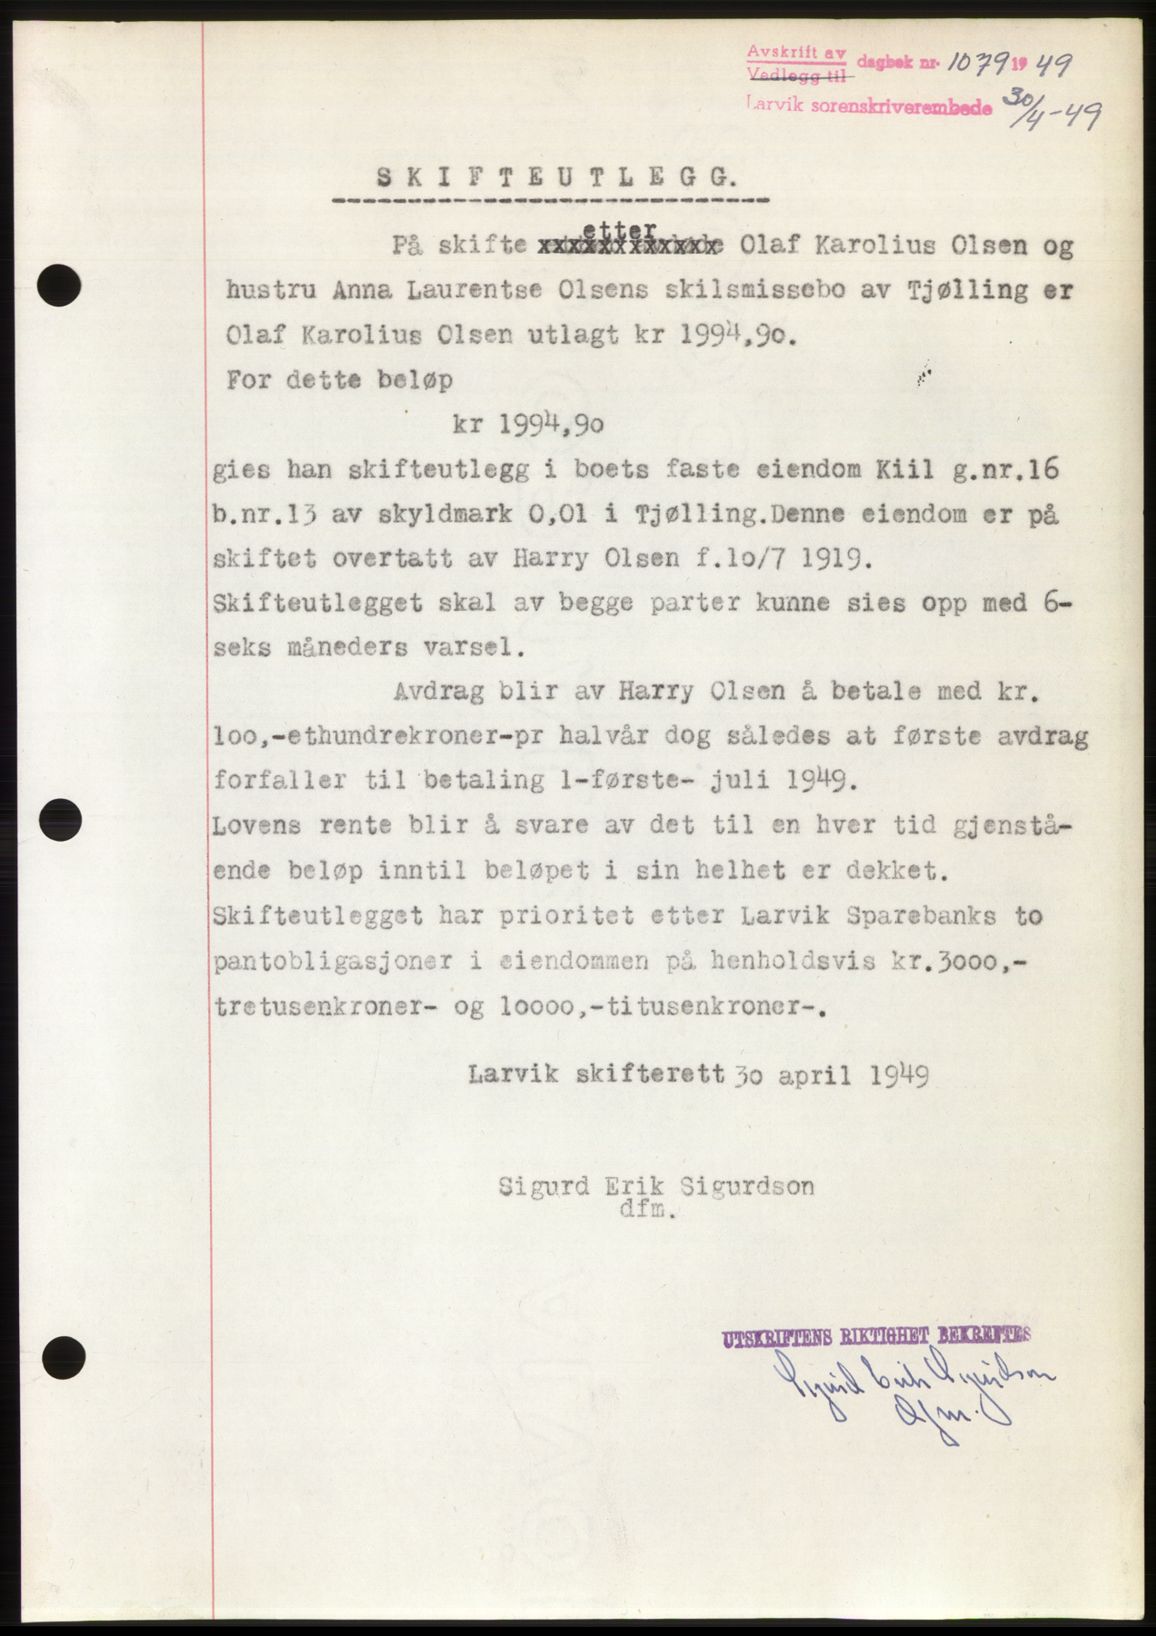 Avskrift av
Vedlegg til
dagbok nr. 1079 1949
Larvik sorenskriverembede 30/4-49
SKIFTEUTLEGG.
etter
På skifte xxxxxxxxxxxx Olaf Karolius Olsen og
hustru Anna Laurentse Olsens skilsmissebo av Tjølling er
Olaf Karolius Olsen utlagt kr 1994,90.
For dette beløp
kr 1994,90
gies han skifteutlegg i boets faste eiendom Kiil g.nr.16
b.nr.13 av skyldmark 0,01 i Tjølling.Denne eiendom er på
skiftet overtatt av Harry Olsen f.10/7 1919.
Skifteutlegget skal av begge parter kunne sies opp med 6-
seks måneders varsel.
Avdrag blir av Harry Olsen å betale med kr.
100,-ethundrekroner-pr halvår dog således at første avdrag
forfaller til betaling 1-første- juli 1949.
Lovens rente blir å svare av det til en hver tid gjenstå-
ende beløp inntil beløpet i sin helhet er dekket.
Skifteutlegget har prioritet etter Larvik Sparebanks to
pantobligasjoner i eiendommen på henholdsvis kr.3000,-
tretusenkroner- og 10000,-titusenkroner-.
Larvik skifterett 30 april 1949
Sigurd Erik Sigurdson
dfm.
UTSKRIFTENS RIKTIGHET BEKREFTES
Sigurd Erik Sigurdson
dfm.